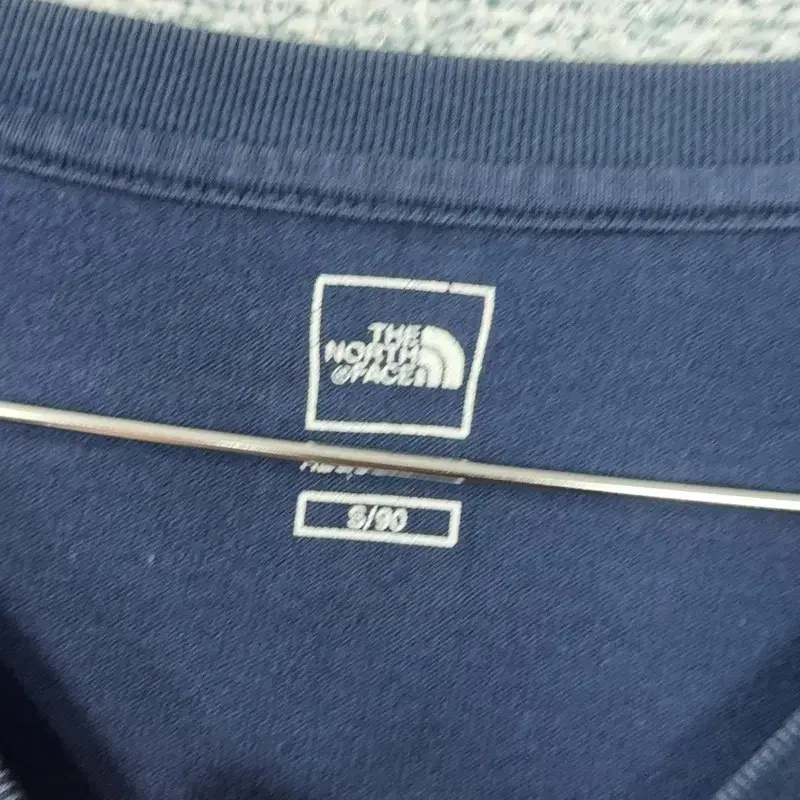 THE
NORTH
FACE
S/90